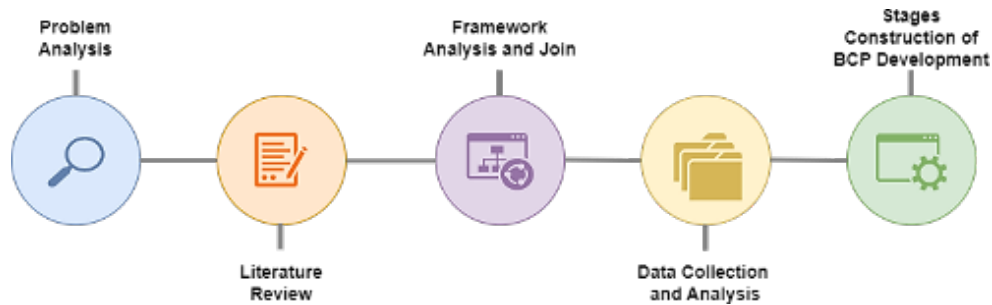 Problem
Analysis
Literature
Review
Framework
Analysis and Join
Data Collection
and Analysis
Stages
Construction of
BCP Development